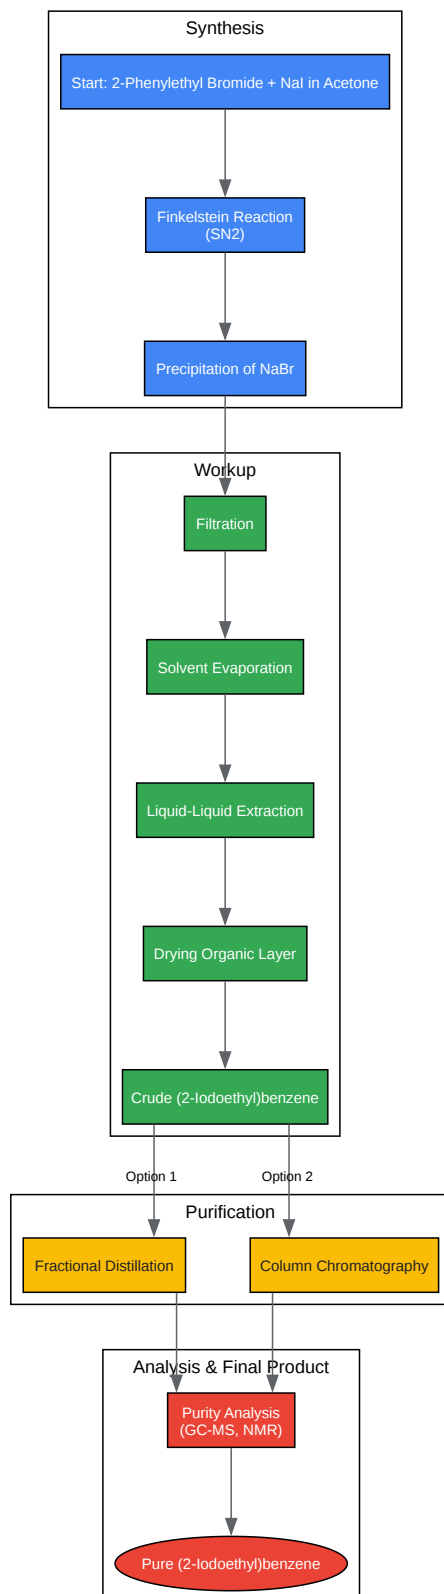 Synthesis
Start: 2-Phenylethyl Bromide + NaI in Acetone
Finkelstein Reaction
(SN2)
Precipitation of NaBr
Workup
Filtration
Solvent Evaporation
Liquid-Liquid Extraction
Drying Organic Layer
Crude (2-Iodoethyl)benzene
Option 1
Option 2
Purification
Fractional Distillation
Column Chromatography
Analysis & Final Product
Purity Analysis
(GC-MS, NMR)
Pure (2-Iodoethyl)benzene